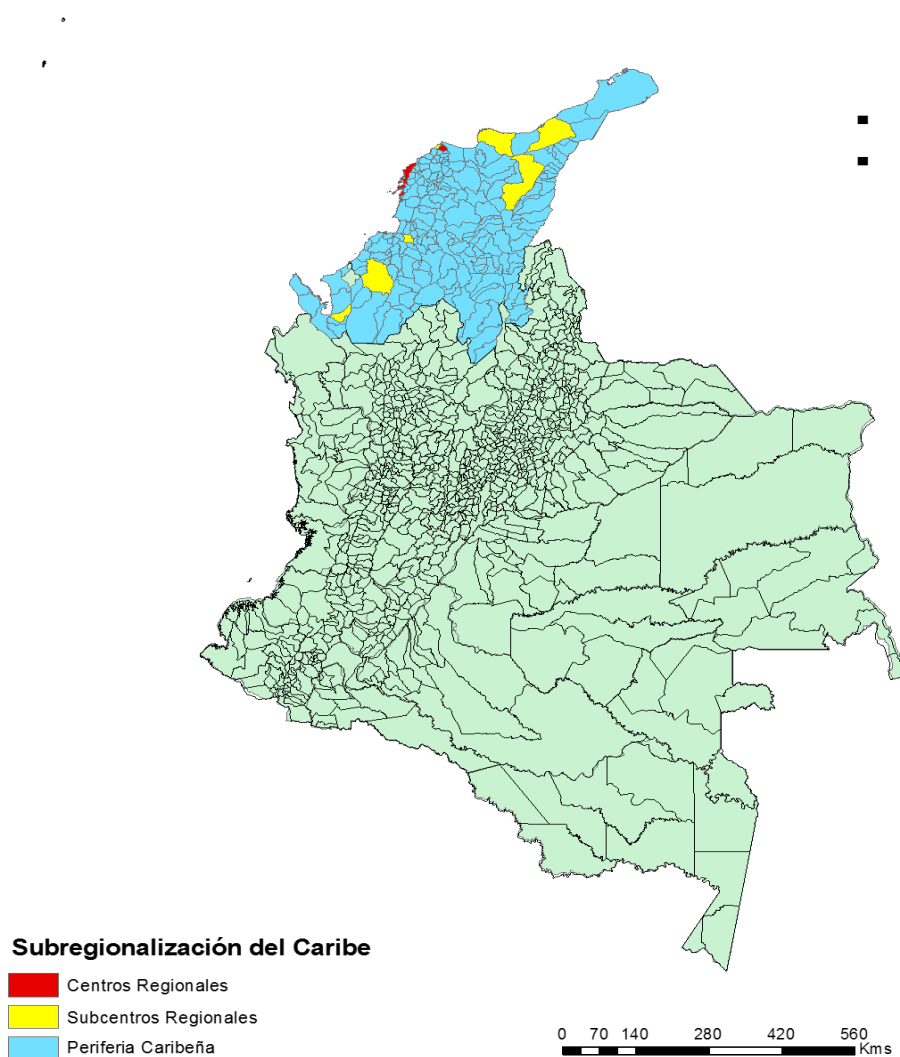 Subregionalización del Caribe
Centros Regionales
Subcentros Regionales
Periferia Caribeña
0 70 140 280 420 560
Kms